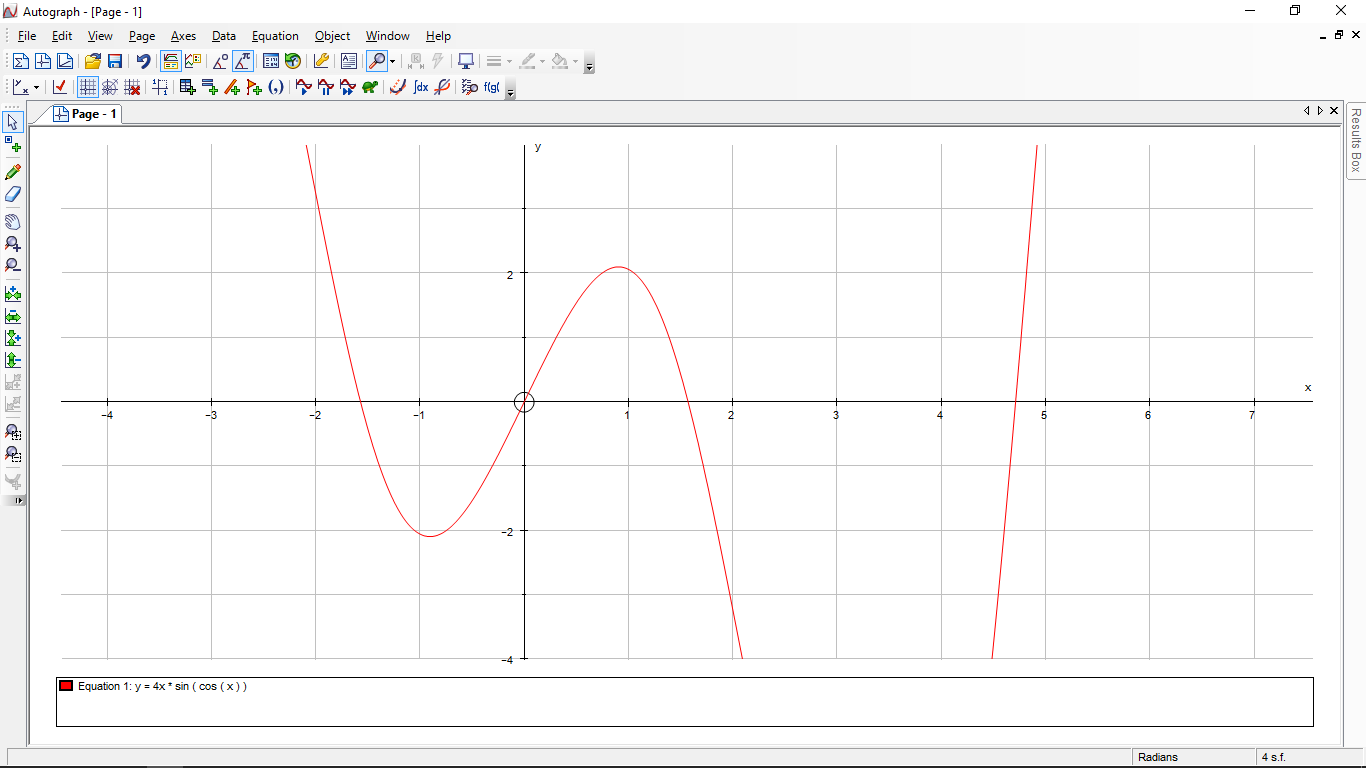 Autograph - [Page - 1]
File Edit View Page Axes Data Equation Object Window Help
f(g(
Page - 1
Results Box
y
2
x
−4 −3 −2 −1 1 2 3 4 5 6 7
−2
−4
Equation 1: y = 4x * sin ( cos ( x ) )
Radians 4 s.f.